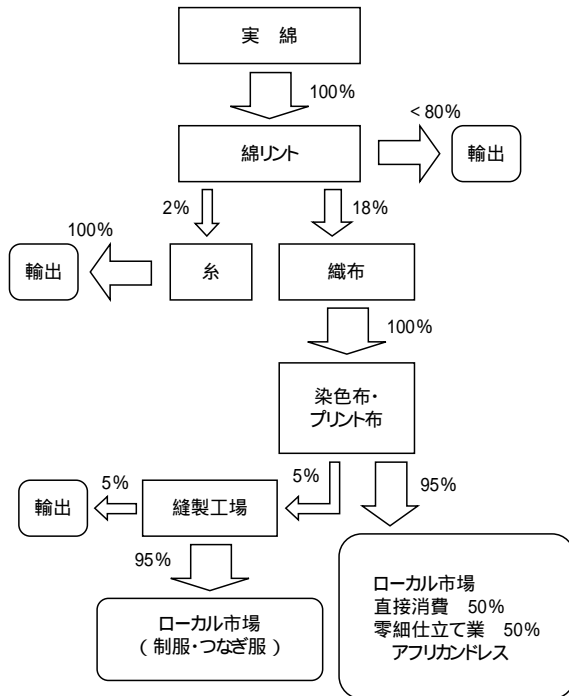 実 綿
100%
<80%
綿リント
輸出
2%
18%
100%
輸出
糸
織布
100%
染色布・
プリント布
5%
5%
95%
輸出
縫製工場
95%
ローカル市場
(制服・つなぎ服)
ローカル市場
直接消費 50%
零細仕立て業 50%
アフリカンドレス